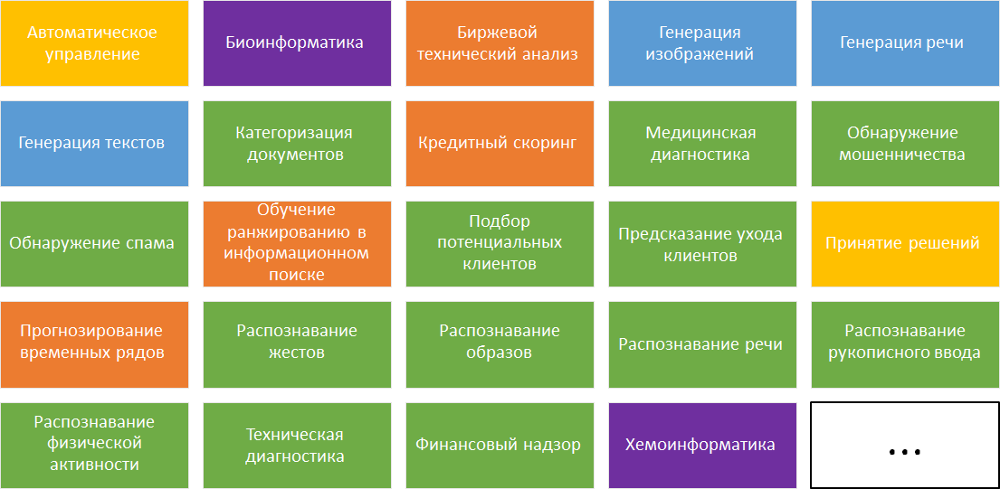 Автоматическое
управление
Биоинформатика
Биржевой
технический анализ
Генерация
изображений
Генерация речи
Генерация текстов
Категоризация
документов
Кредитный скоринг
Медицинская
диагностика
Обнаружение
мошенничества
Обнаружение спама
Обучение
ранжированию в
информационном
поиске
Подбор
потенциальных
клиентов
Предсказание ухода
клиентов
Принятие решений
Прогнозирование
временных рядов
Распознавание
жестов
Распознавание
образов
Распознавание речи
Распознавание
рукописного ввода
Распознавание
физической
активности
Техническая
диагностика
Финансовый надзор
Хемоинформатика
...